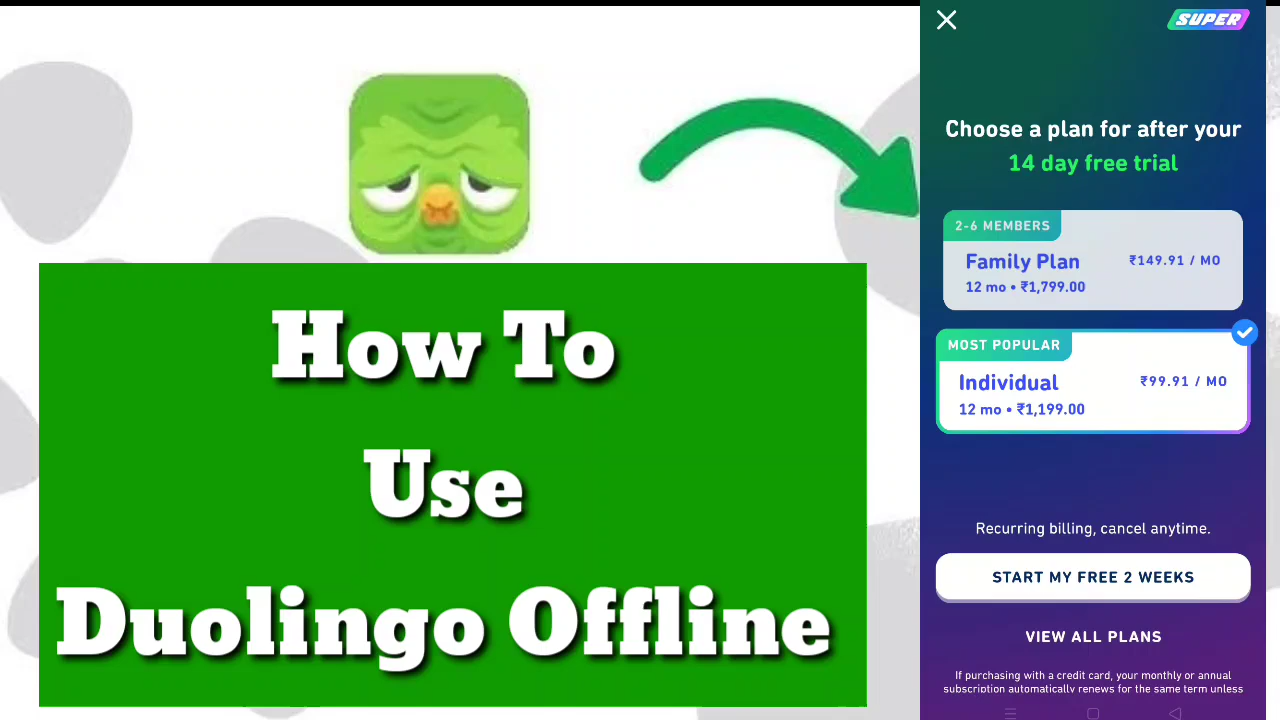 How To
Use
Duolingo Offline
SUPER
Choose a plan for after your
14 day free trial
2-6 MEMBERS
Family Plan ₹149.91 / MO
12 mo • ₹1,799.00
MOST POPULAR
Individual ₹99.91 / MO
12 mo • ₹1,199.00
Recurring billing, cancel anytime.
START MY FREE 2 WEEKS
VIEW ALL PLANS
If purchasing with a credit card, your monthly or annual
subscription automatically renews for the same term unless